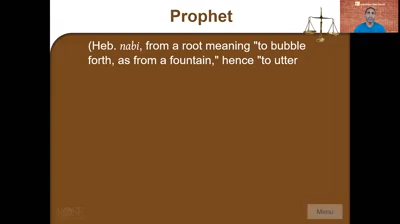 Prophet
(Heb. nabi, from a root meaning "to bubble
forth, as from a fountain," hence "to utter
Menu